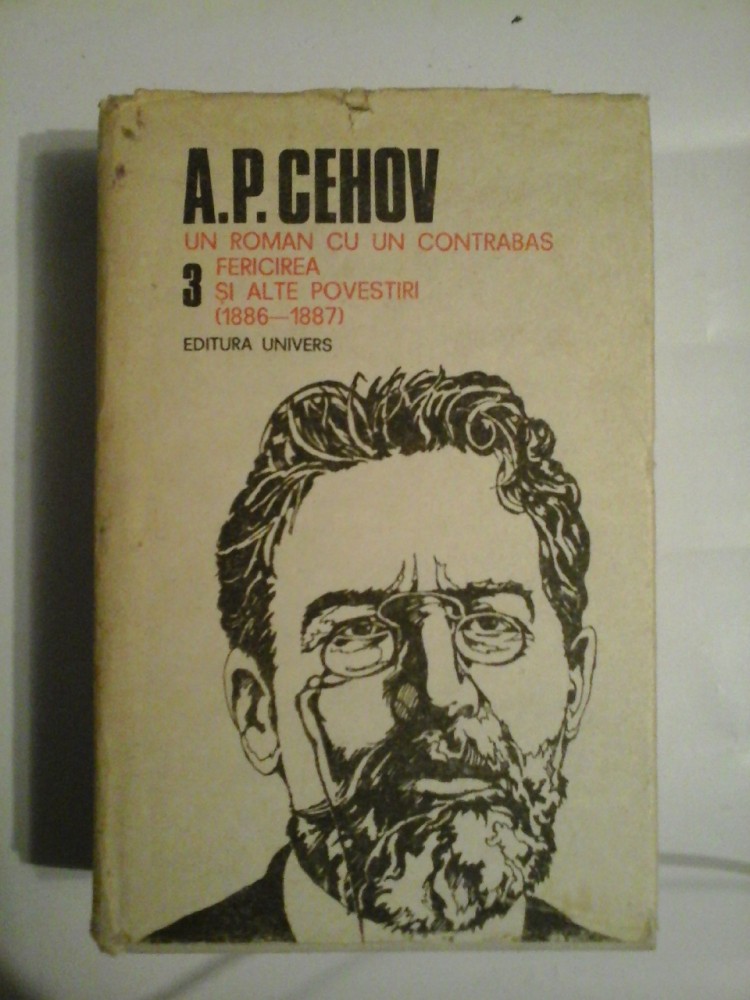 A.P. CEHOV
UN ROMAN CU UN CONTRABAS
FERICIREA
3 ȘI ALTE POVESTIRI
(1886—1887)
EDITURA UNIVERS